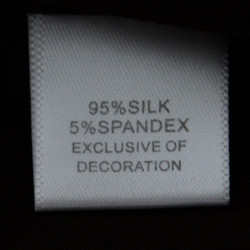 95%SILK
5%SPANDEX
EXCLUSIVE OF
DECORATION